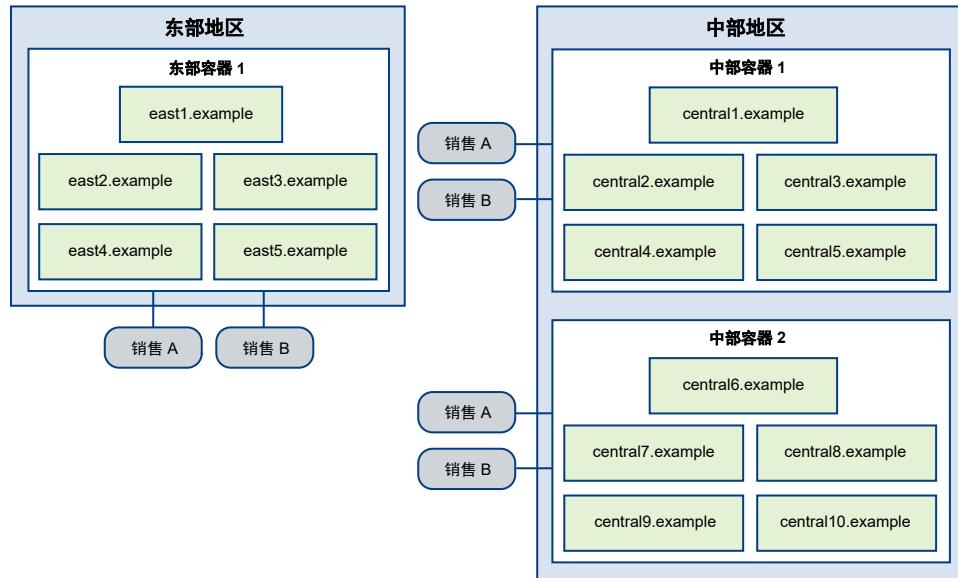 东部地区
东部容器 1
east1.example
east2.example
east3.example
east4.example
east5.example
销售 A
销售 B
中部地区
中部容器 1
central1.example
销售 A
central2.example
central3.example
销售 B
central4.example
central5.example
中部容器 2
central6.example
销售 A
central7.example
central8.example
销售 B
central9.example
central10.example